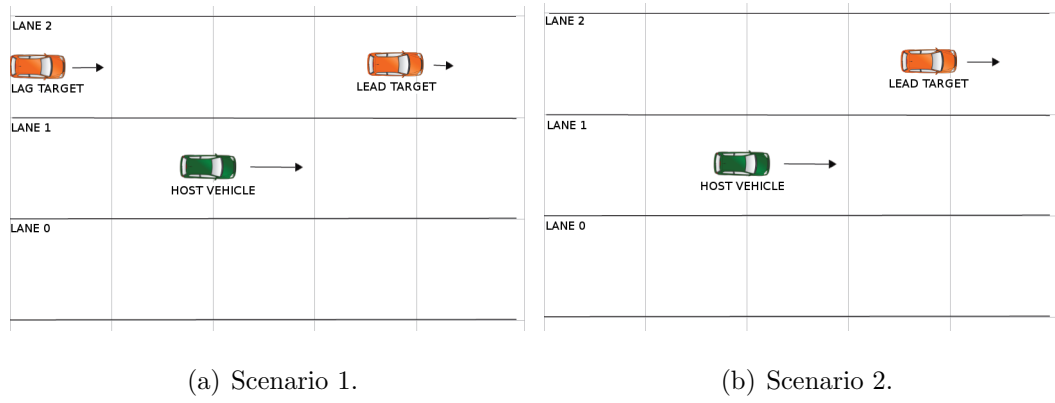 LANE 2
LAG TARGET
LEAD TARGET
LANE 1
HOST VEHICLE
LANE 0
(a) Scenario 1.
LANE 2
LEAD TARGET
LANE 1
HOST VEHICLE
LANE 0
(b) Scenario 2.